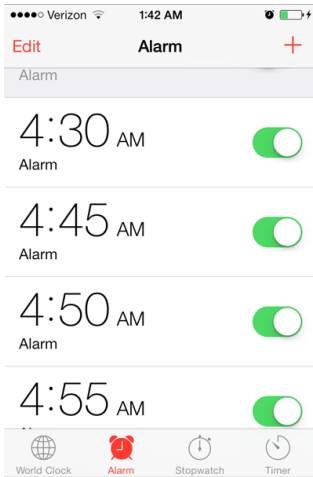 Verizon 1:42 AM
Edit Alarm +
Alarm
4:30 AM
Alarm
4:45 AM
Alarm
4:50 AM
Alarm
4:55 AM
World Clock Alarm Stopwatch Timer